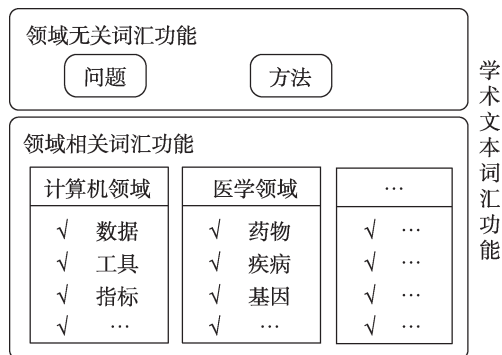 领域无关词汇功能
问题 方法
领域相关词汇功能
计算机领域 医学领域 …
√ 数据 √ 药物 √ …
√ 工具 √ 疾病 √ …
√ 指标 √ 基因 √ …
√ … √ … √ …
学术文本词汇功能